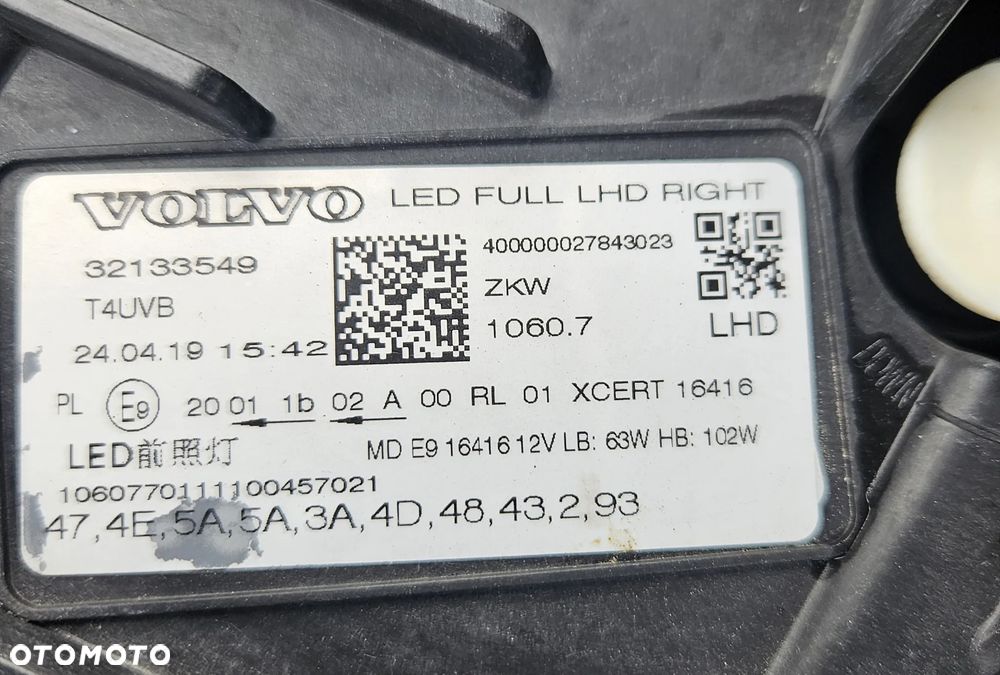 VOLVO LED FULL LHD RIGHT
32133549
T4UVB
24.04.19 15:42
400000027843023
ZKW
1060.7
LHD
PL E9 20 01 1b 02 A 00 RL 01 XCERT 16416
LED前照灯 MD E9 16416 12V LB: 63W HB: 102W
1060770111100457021
47,4E,5A,5A,3A,4D,48,43,2,93
OTOMOTO